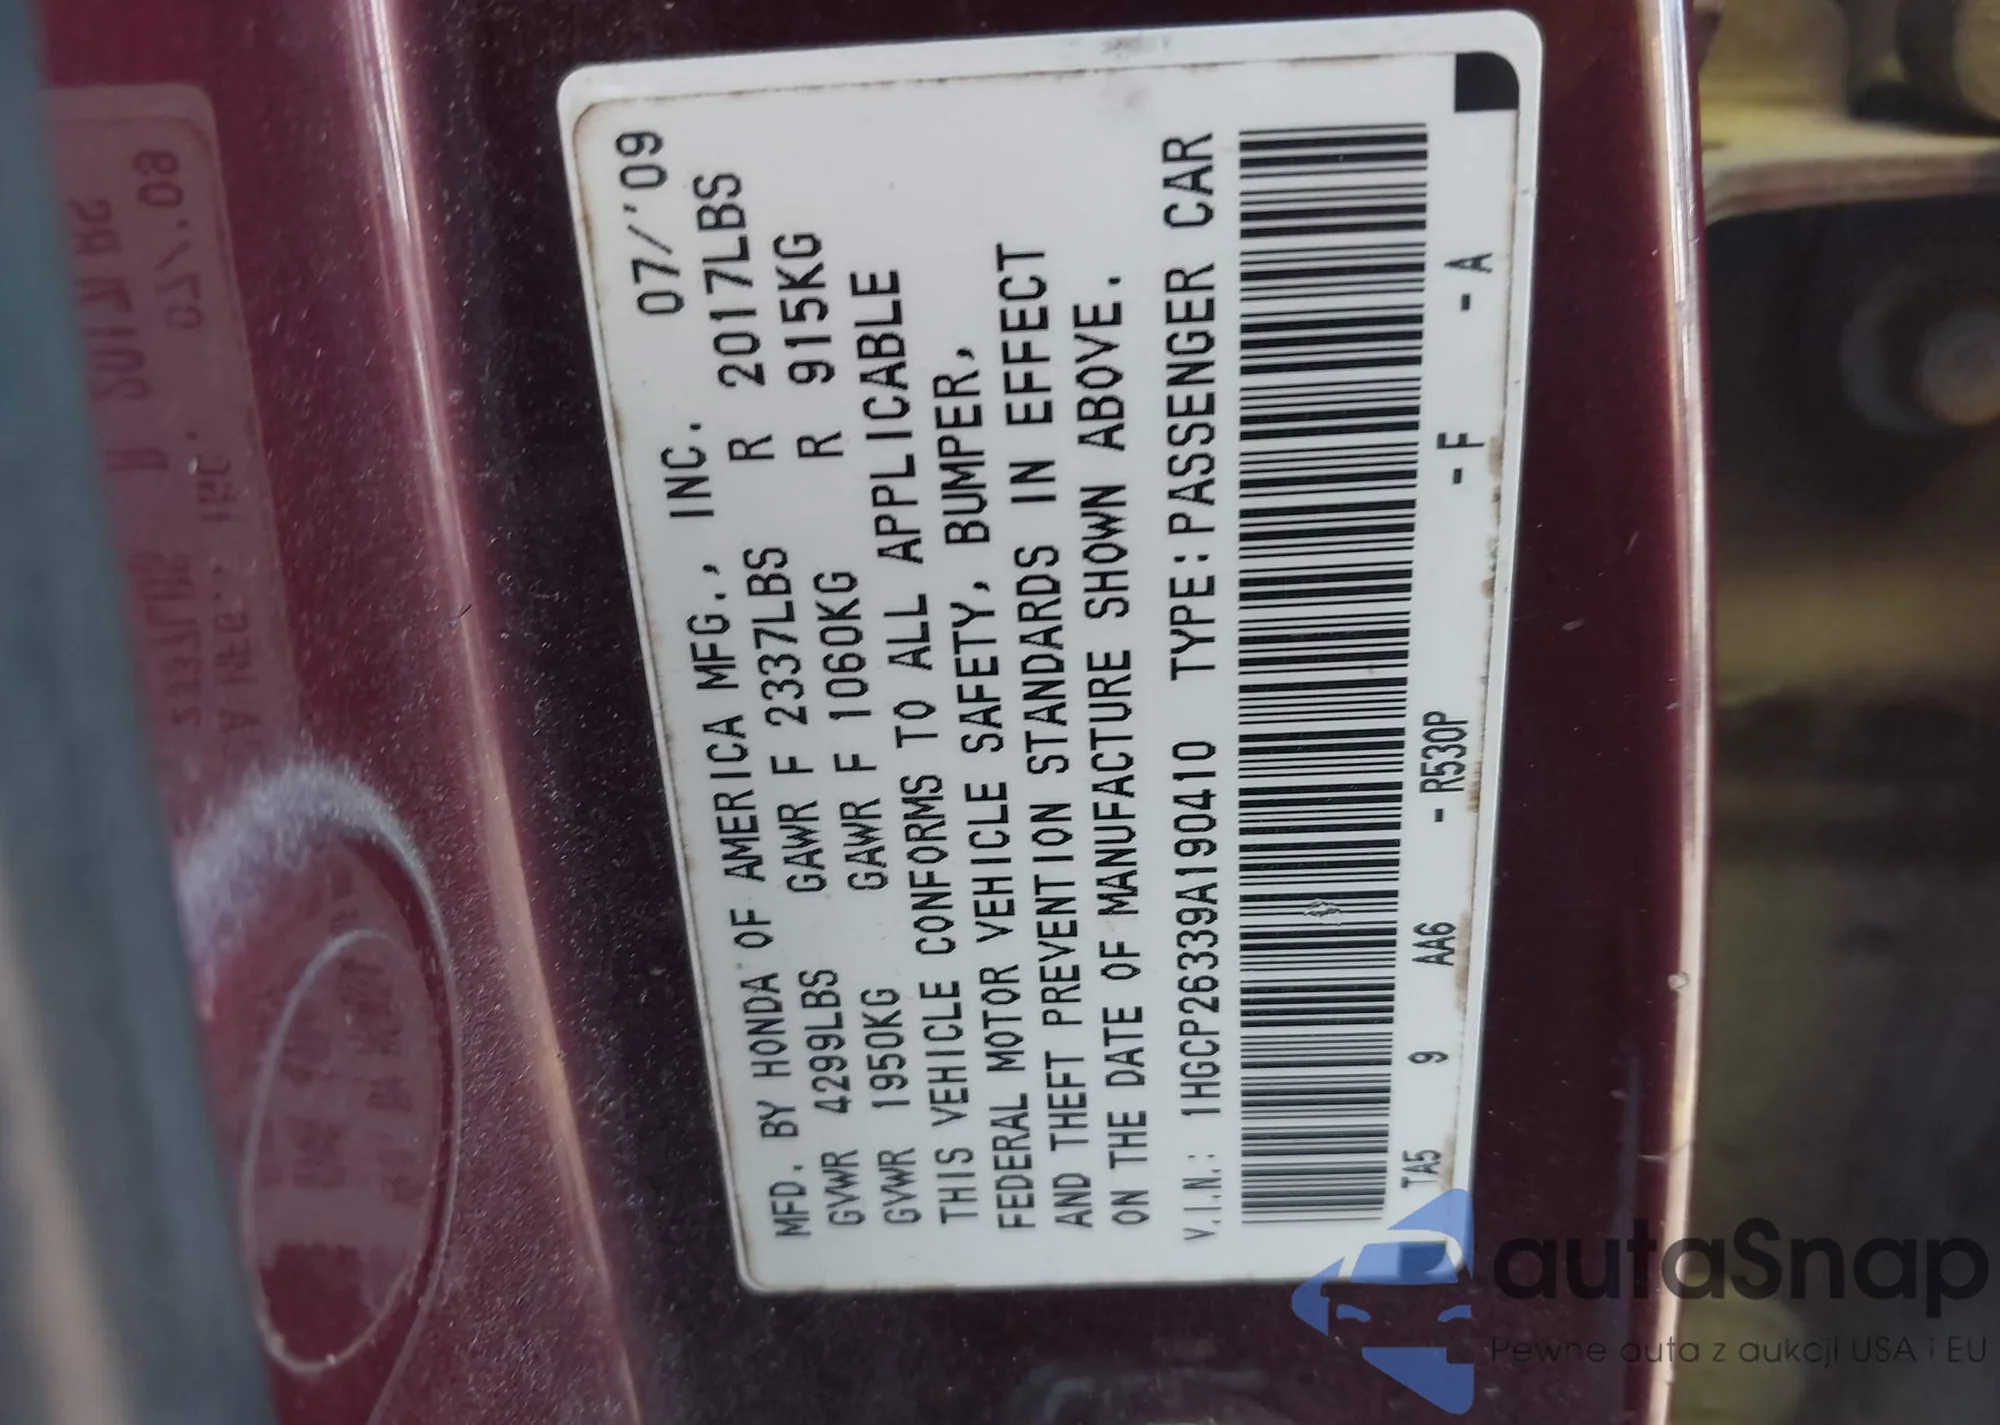 MFD. BY HONDA OF AMERICA MFG., INC. 07/'09
GVWR 4299LBS GAWR F 2337LBS R 2017LBS
GVWR 1950KG GAWR F 1060KG R 915KG
THIS VEHICLE CONFORMS TO ALL APPLICABLE
FEDERAL MOTOR VEHICLE SAFETY, BUMPER,
AND THEFT PREVENTION STANDARDS IN EFFECT
ON THE DATE OF MANUFACTURE SHOWN ABOVE.
V.I.N.: 1HGCP26339A190410 TYPE:PASSENGER CAR
TA5 9 AA6 - R530P - F - A
autaSnap
Pewne auta z aukcji USA i EU